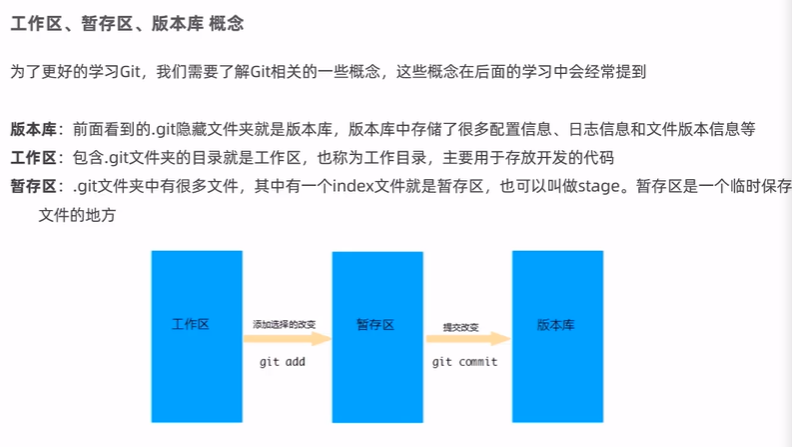 工作区、暂存区、版本库 概念
为了更好的学习Git，我们需要了解Git相关的一些概念，这些概念在后面的学习中会经常提到
版本库：前面看到的.git隐藏文件夹就是版本库，版本库中存储了很多配置信息、日志信息和文件版本信息等
工作区：包含.git文件夹的目录就是工作区，也称为工作目录，主要用于存放开发的代码
暂存区：.git文件夹中有很多文件，其中有一个index文件就是暂存区，也可以叫做stage。暂存区是一个临时保存
文件的地方
工作区
添加选择的改变
git add
暂存区
提交改变
git commit
版本库